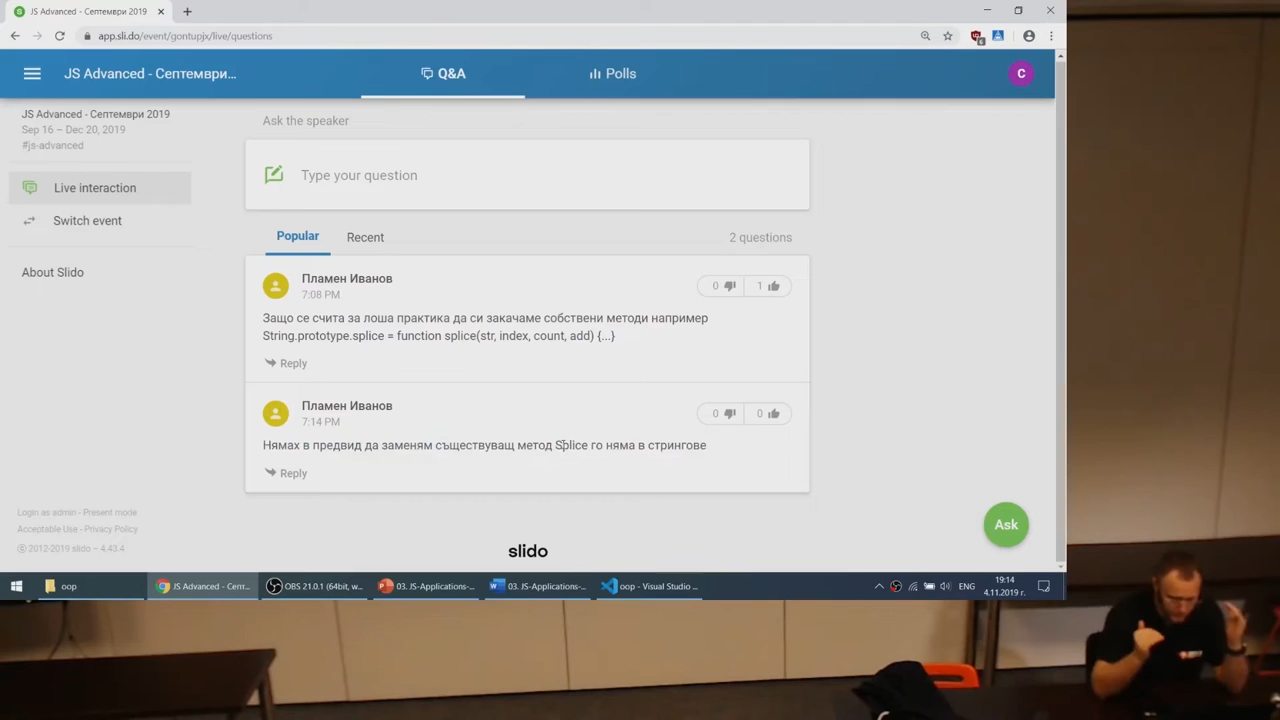 JS Advanced - Септември 2019
app.sli.do/event/gontupjx/live/questions
JS Advanced - Септември...
Q&A
Polls
C
JS Advanced - Септември 2019
Sep 16 – Dec 20, 2019
#js-advanced
Live interaction
Switch event
About Slido
Ask the speaker
Type your question
Popular
Recent
2 questions
Пламен Иванов
7:08 PM
0
1
Защо се счита за лоша практика да си закачаме собствени методи например
String.prototype.splice = function splice(str, index, count, add) {...}
Reply
Пламен Иванов
7:14 PM
0
0
Нямах в предвид да заменям съществуващ метод Splice го няма в стрингове
Reply
Login as admin - Present mode
Acceptable Use - Privacy Policy
© 2012-2019 slido – 4.43.4
slido
Ask
oop
JS Advanced - Септ...
OBS 21.0.1 (64bit, w...
03. JS-Applications-...
03. JS-Applications-...
oop - Visual Studio ...
ЕНГ
19:14
4.11.2019 г.